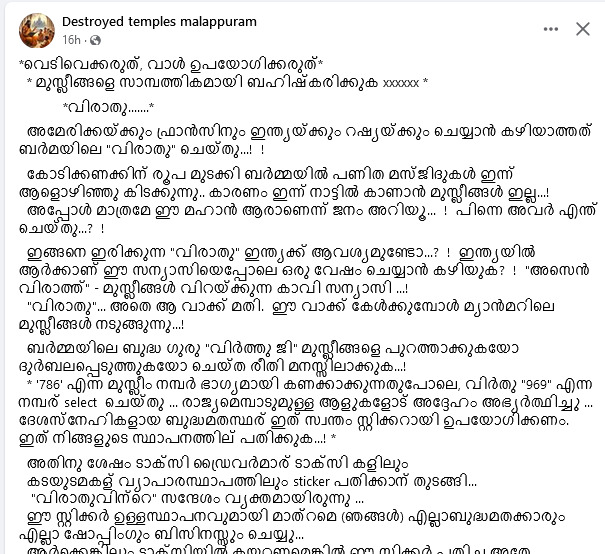 Destroyed temples malappuram
16h
*വെടിവെക്കരുത്, വാൾ ഉപയോഗിക്കരുത്*
* മുസ്ലീങ്ങളെ സാമ്പത്തികമായി ബഹിഷ്കരിക്കുക xxxxxx *
*വിരാതു.......*
അമേരിക്കയ്ക്കും ഫ്രാൻസിനും ഇന്ത്യയ്ക്കും റഷ്യയ്ക്കും ചെയ്യാൻ കഴിയാത്തത്
ബർമയിലെ "വിരാതു" ചെയ്തു...! !
കോടിക്കണക്കിന് രൂപ മുടക്കി ബർമ്മയിൽ പണിത മസ്ജിദുകൾ ഇന്ന്
ആളൊഴിഞ്ഞു കിടക്കുന്നു.. കാരണം ഇന്ന് നാട്ടിൽ കാണാൻ മുസ്ലീങ്ങൾ ഇല്ല...!
അപ്പോൾ മാത്രമേ ഈ മഹാൻ ആരാണെന്ന് ജനം അറിയൂ... ! പിന്നെ അവർ എന്ത്
ചെയ്തു...? !
ഇങ്ങനെ ഇരിക്കുന്ന "വിരാതു" ഇന്ത്യക്ക് ആവശ്യമുണ്ടോ...? ! ഇന്ത്യയിൽ
ആർക്കാണ് ഈ സന്യാസിയെപ്പോലെ ഒരു വേഷം ചെയ്യാൻ കഴിയുക? ! "അസെൻ
വിരാത്ത്" - മുസ്ലീങ്ങൾ വിറയ്ക്കുന്ന കാവി സന്യാസി ...!
"വിരാതു"... അതെ ആ വാക്ക് മതി. ഈ വാക്ക് കേൾക്കുമ്പോൾ മ്യാൻമറിലെ
മുസ്ലീങ്ങൾ നടുങ്ങുന്നു...!
ബർമ്മയിലെ ബുദ്ധ ഗുരു "വിർത്തു ജി" മുസ്ലീങ്ങളെ പുറത്താക്കുകയോ
ദുർബലപ്പെടുത്തുകയോ ചെയ്ത രീതി മനസ്സിലാക്കുക...!
* '786' എന്ന മുസ്ലീം നമ്പർ ഭാഗ്യമായി കണക്കാക്കുന്നതുപോലെ, വിർതു "969" എന്ന
നമ്പര് select ചെയ്തു ... രാജ്യമെമ്പാടുമുള്ള ആളുകളോട് അദ്ദേഹം അഭ്യർത്ഥിച്ചു ...
ദേശസ്നേഹികളായ ബുദ്ധമതസ്ഥർ ഇത് സ്വന്തം സ്റ്റിക്കറായി ഉപയോഗിക്കണം.
ഇത് നിങ്ങളുടെ സ്ഥാപനത്തില് പതിക്കുക...! *
അതിനു ശേഷം ടാക്സി ഡ്രൈവർമാര് ടാക്സി കളിലും
കടയുടമകള് വ്യാപാരസ്ഥാപത്തിലും sticker പതിക്കാന് തുടങ്ങി...
"വിരാതുവിന്റെ" സന്ദേശം വ്യക്തമായിരുന്നു ...
ഈ സ്റ്റിക്കർ ഉള്ളസ്ഥാപനവുമായി മാത്റമെ (ഞങ്ങൾ) എല്ലാബുദ്ധമതക്കാരും
എല്ലാ ഷോപ്പിംഗും ബിസിനസ്സും ചെയ്യൂ...